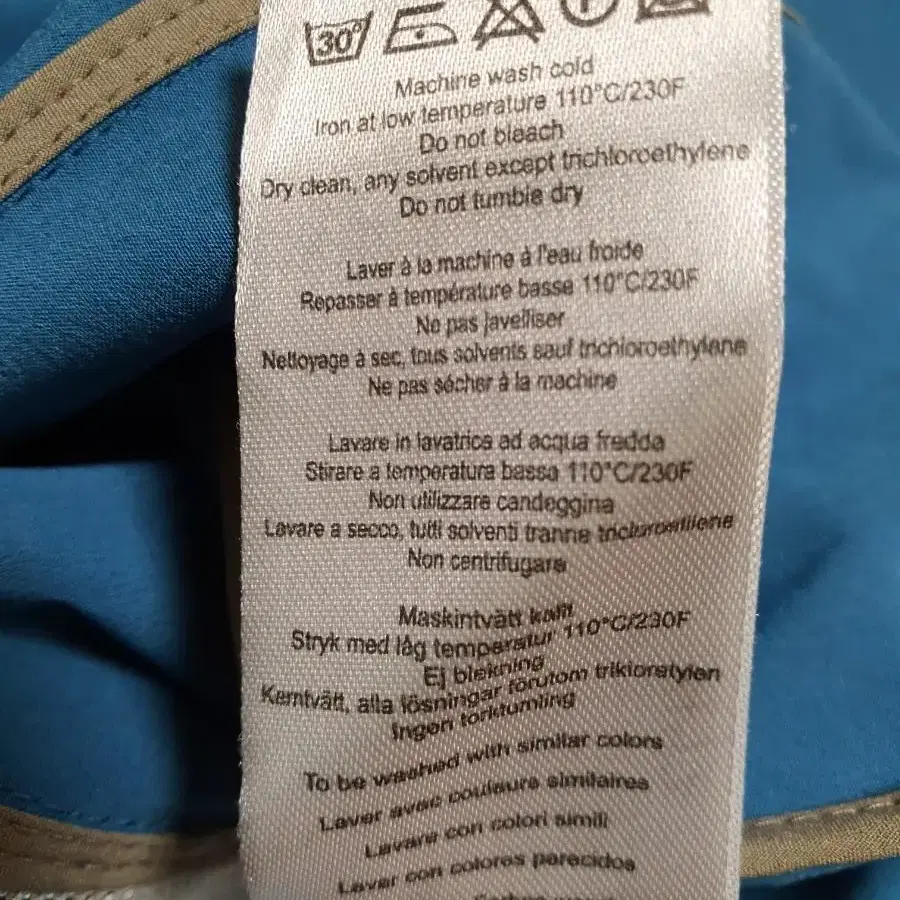 30°
Machine wash cold
Iron at low temperature 110°C/230F
Do not bleach
Dry clean, any solvent except trichloroethylene
Do not tumble dry
Laver à la machine à l'eau froide
Repasser à température basse 110°C/230F
Ne pas javelliser
Nettoyage à sec, tous solvents sauf trichloroethylene
Ne pas sécher à la machine
Lavare in lavatrice ad acqua fredda
Stirare a temperatura bassa 110°C/230F
Non utilizzare candeggina
Lavare a secco, tutti solventi tranne
Non centrifugare
Maskintvätt kallt
Stryk med låg temperatur 110°C/230F
Ej blekning
Kemtvätt, alla lösningar förutom trikloretylen
Ingen torktumling
To be washed with similar colors
Laver avec couleurs similaires
Lavare con colori simili
Lavar con colores parecidos